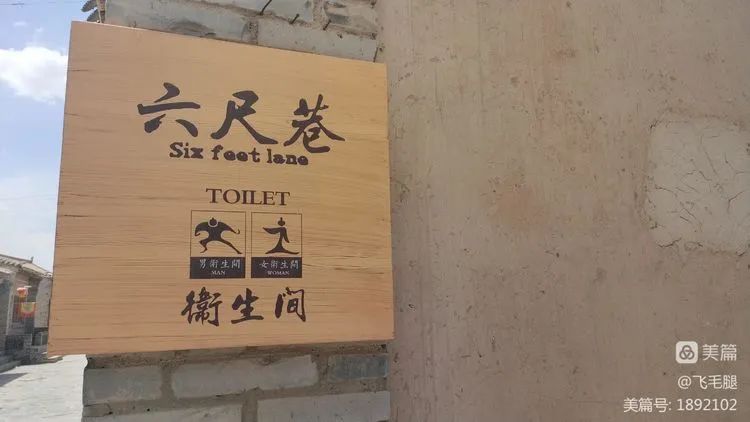 六尺巷
Six feet lane
TOILET
男衛生間 女衛生間
MAN WOMAN
衛生间
美篇
@飞毛腿
美篇号: 1892102